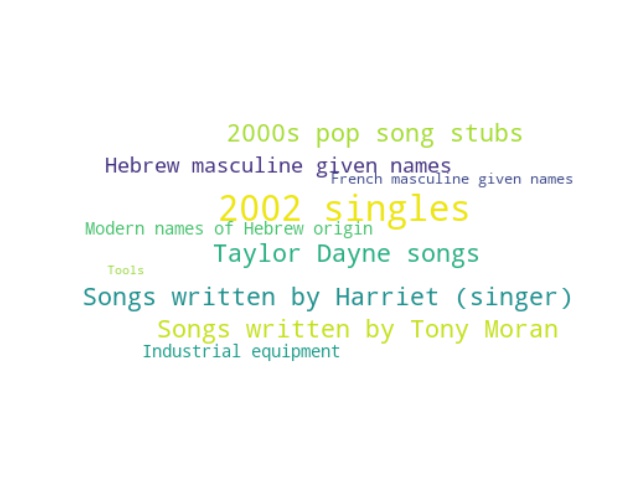 2000s pop song stubs
Hebrew masculine given names
French masculine given names
2002 singles
Modern names of Hebrew origin
Taylor Dayne songs
Tools
Songs written by Harriet (singer)
Songs written by Tony Moran
Industrial equipment